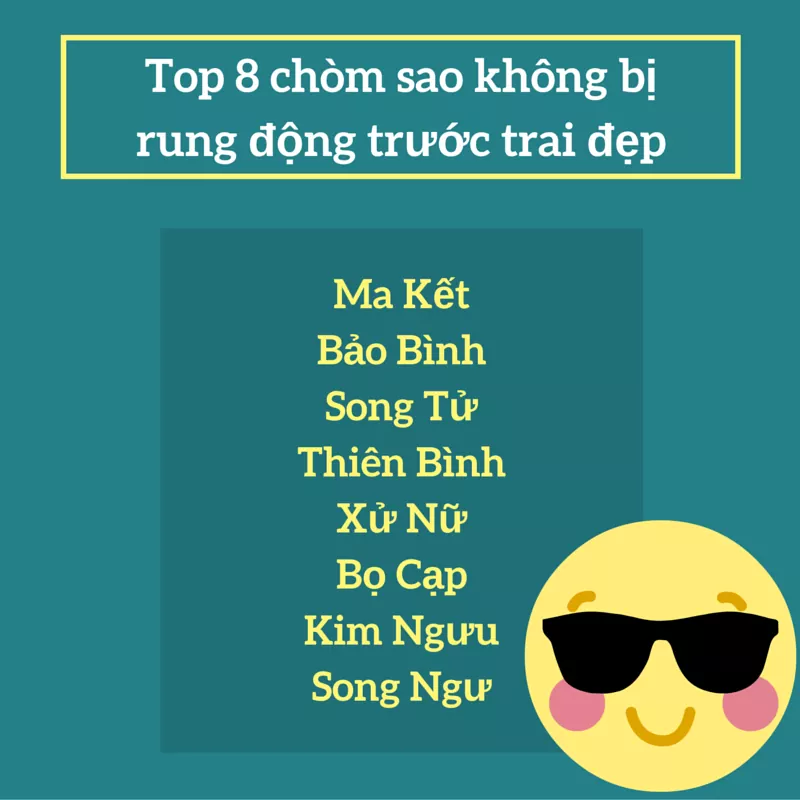 Top 8 chòm sao không bị
rung động trước trai đẹp
Ma Kết
Bảo Bình
Song Tử
Thiên Bình
Xử Nữ
Bọ Cạp
Kim Ngưu
Song Ngư